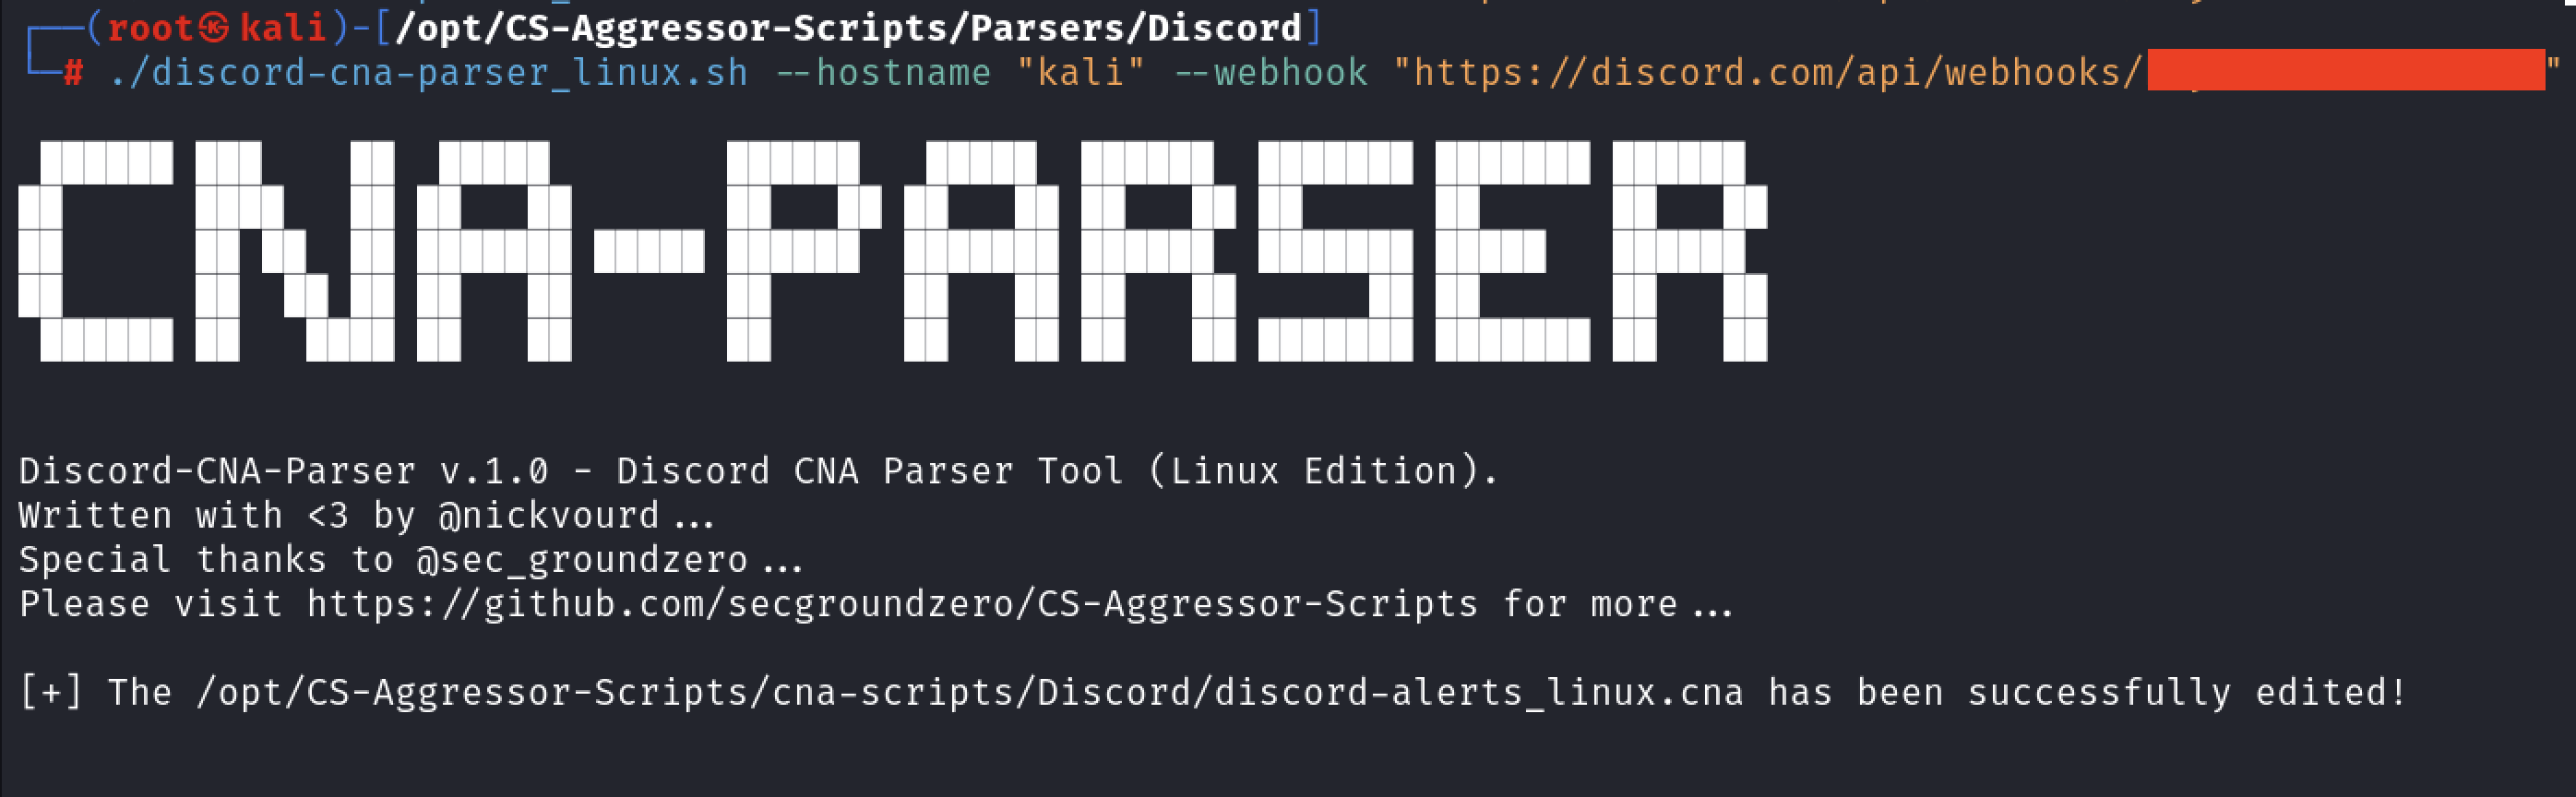 ┌──(root㉿kali)-[/opt/CS-Aggressor-Scripts/Parsers/Discord]
└─# ./discord-cna-parser_linux.sh --hostname "kali" --webhook "https://discord.com/api/webhooks/"
CNA-PARSER
Discord-CNA-Parser v.1.0 - Discord CNA Parser Tool (Linux Edition).
Written with <3 by @nickvourd...
Special thanks to @sec_groundzero...
Please visit https://github.com/secgroundzero/CS-Aggressor-Scripts for more...
[+] The /opt/CS-Aggressor-Scripts/cna-scripts/Discord/discord-alerts_linux.cna has been successfully edited!